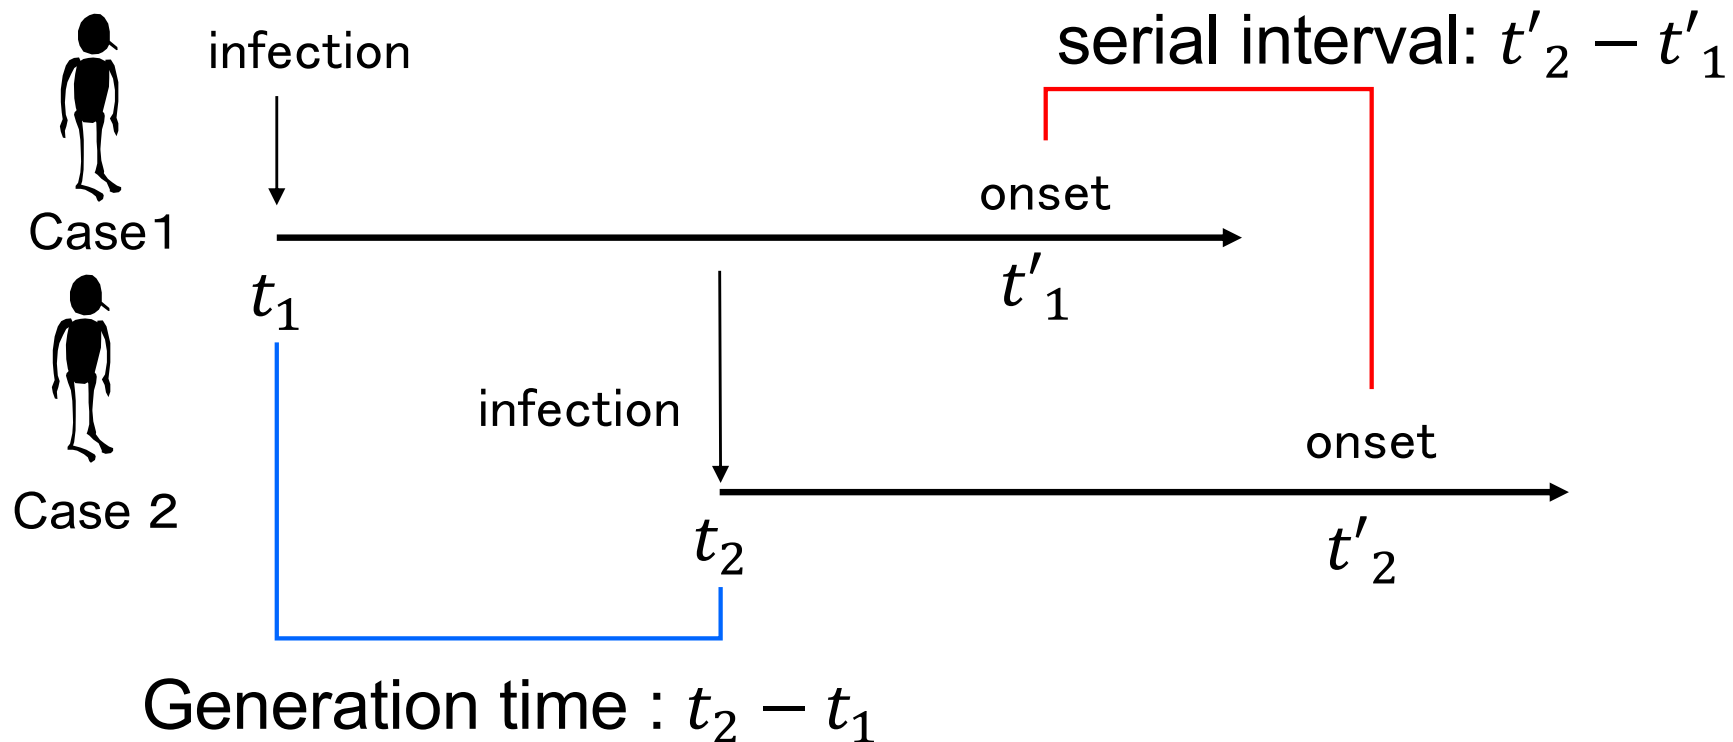 serial interval: t′₂ − t′₁
infection
onset
Case1
t₁
t′₁
infection
onset
Case 2
t₂
t′₂
Generation time : t₂ − t₁